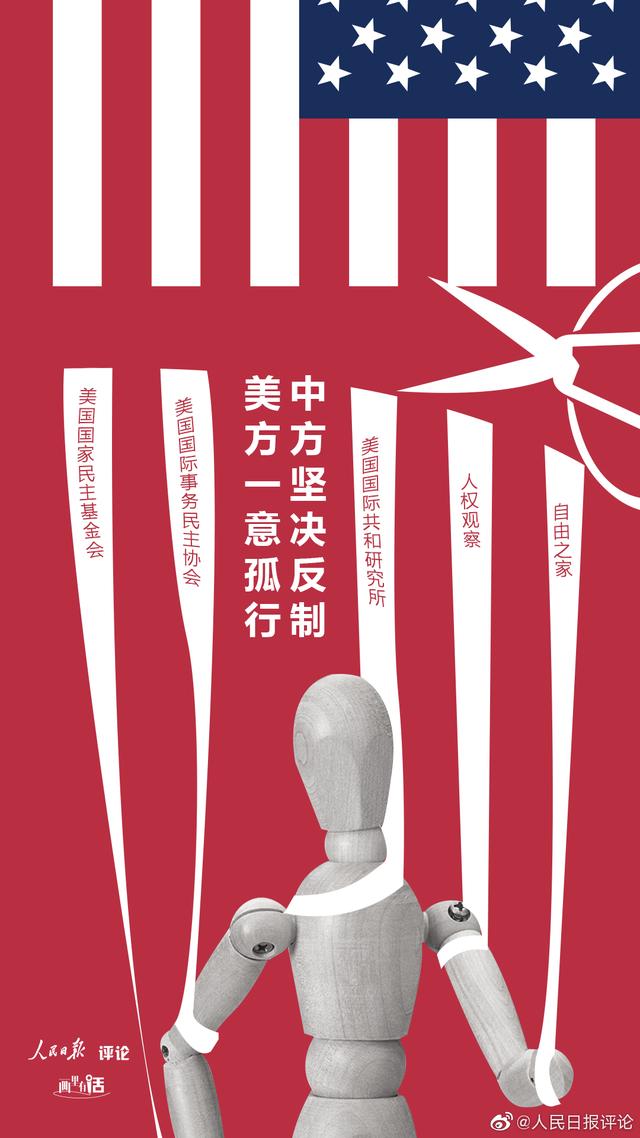 美国国家民主基金会
美国国际事务民主协会
美方一意孤行
中方坚决反制
美国国际共和研究所
人权观察
自由之家
人民日报 评论
画里有话
@人民日报评论